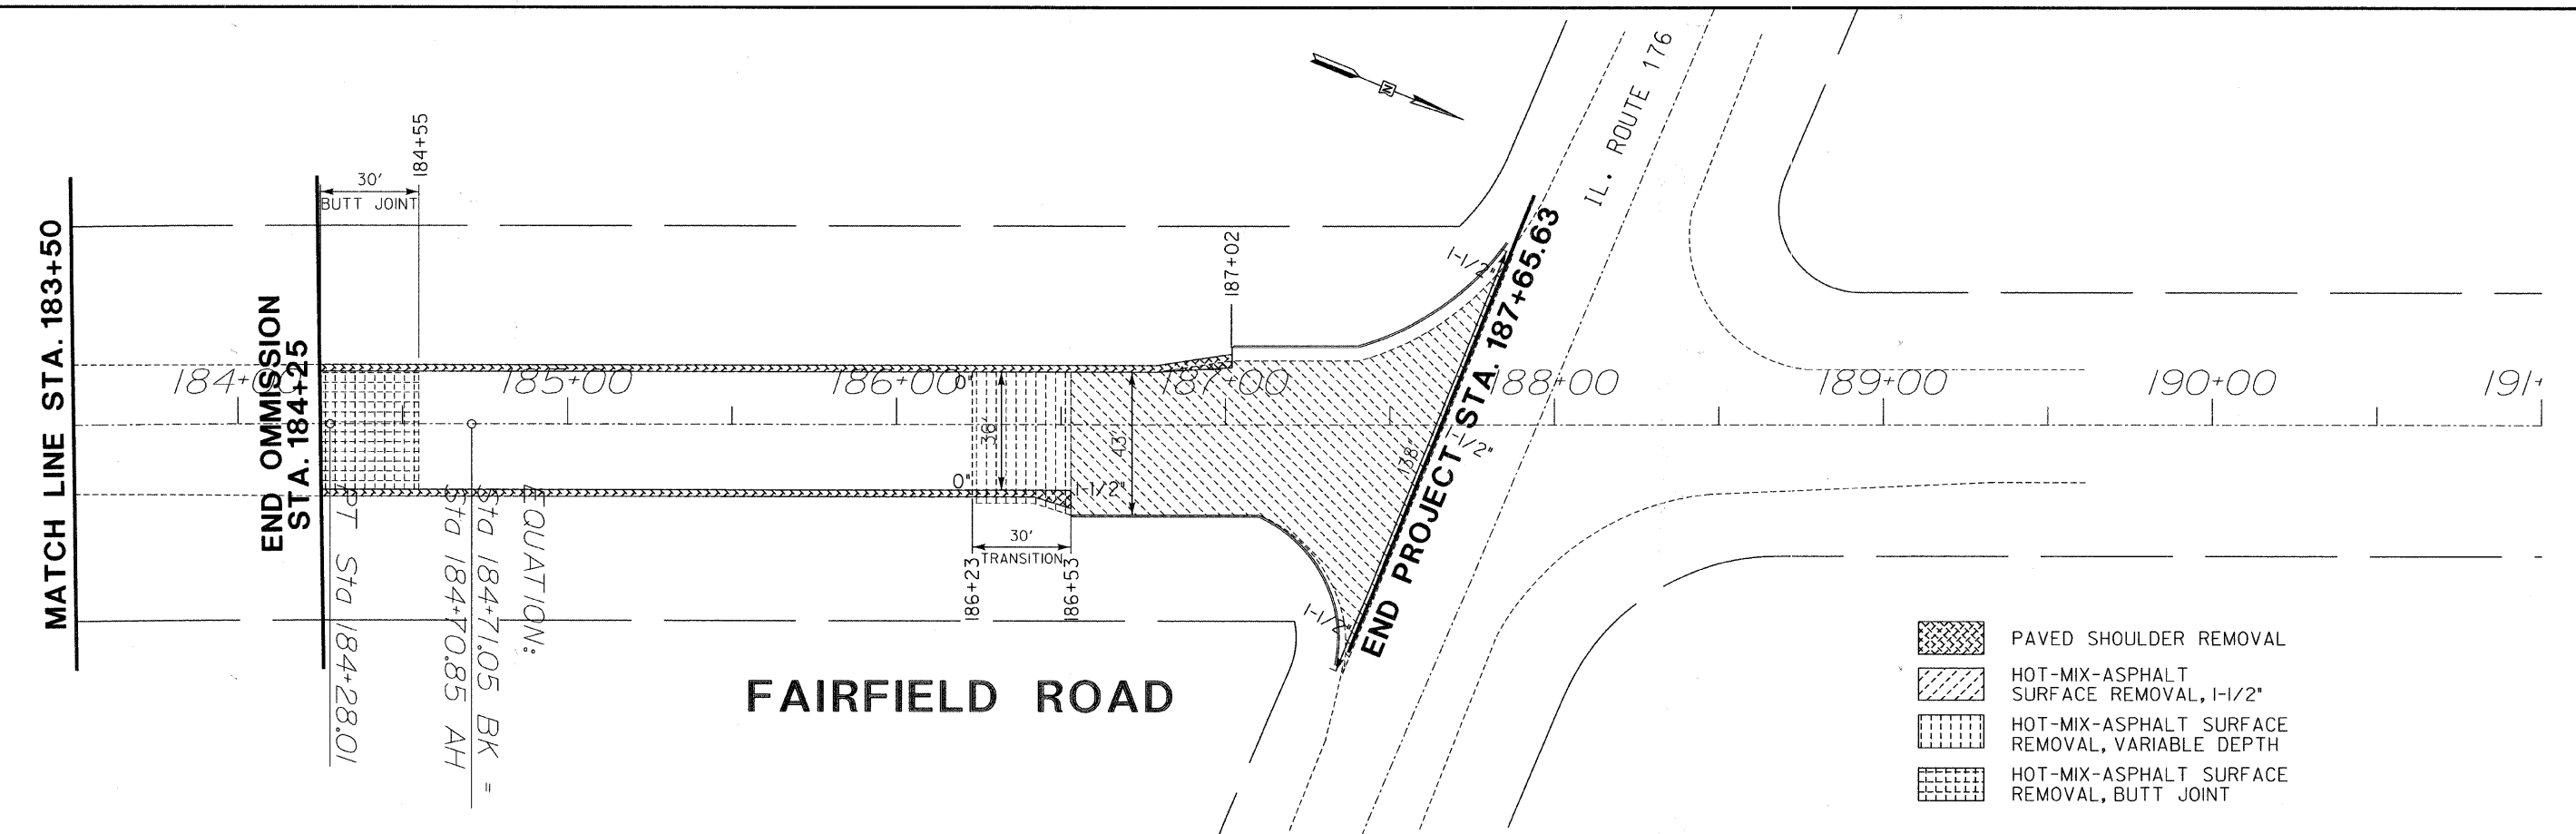 MATCH LINE STA. 183+50
END OMMISSION
STA. 184+25
30'
BUTT JOINT
184+55
184+00
185+00
186+00
187+00
188+00
189+00
190+00
191+
PT Sta 184+28.01
EQUATION:
Sta 184+71.05 BK =
Sta 184+70.85 AH
0"
0"
36'
43'
1-1/2"
30'
TRANSITION
186+23
186+53
187+02
1-1/2"
1-1/2"
1-1/2"
138'
END PROJECT STA. 187+65.63
IL. ROUTE 176
N
FAIRFIELD ROAD
PAVED SHOULDER REMOVAL
HOT-MIX-ASPHALT
SURFACE REMOVAL, 1-1/2"
HOT-MIX-ASPHALT SURFACE
REMOVAL, VARIABLE DEPTH
HOT-MIX-ASPHALT SURFACE
REMOVAL, BUTT JOINT